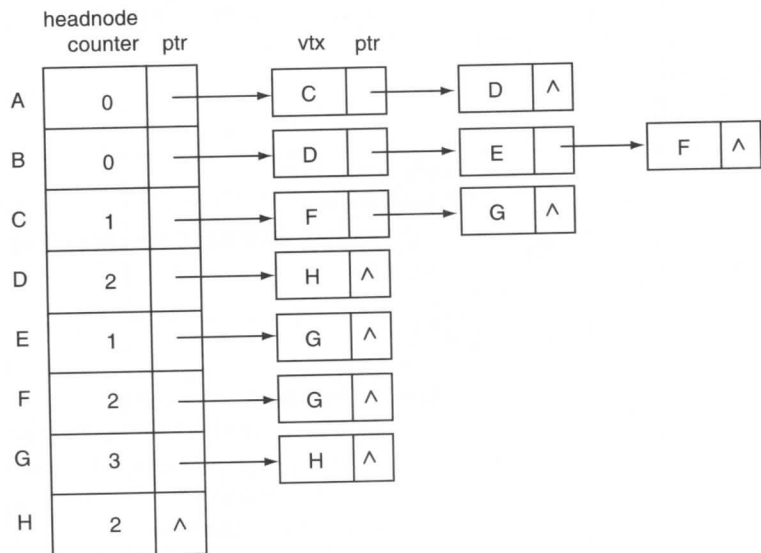 headnode
counter ptr vtx ptr
A 0 C D ^
B 0 D E F ^
C 1 F G ^
D 2 H ^
E 1 G ^
F 2 G ^
G 3 H ^
H 2 ^